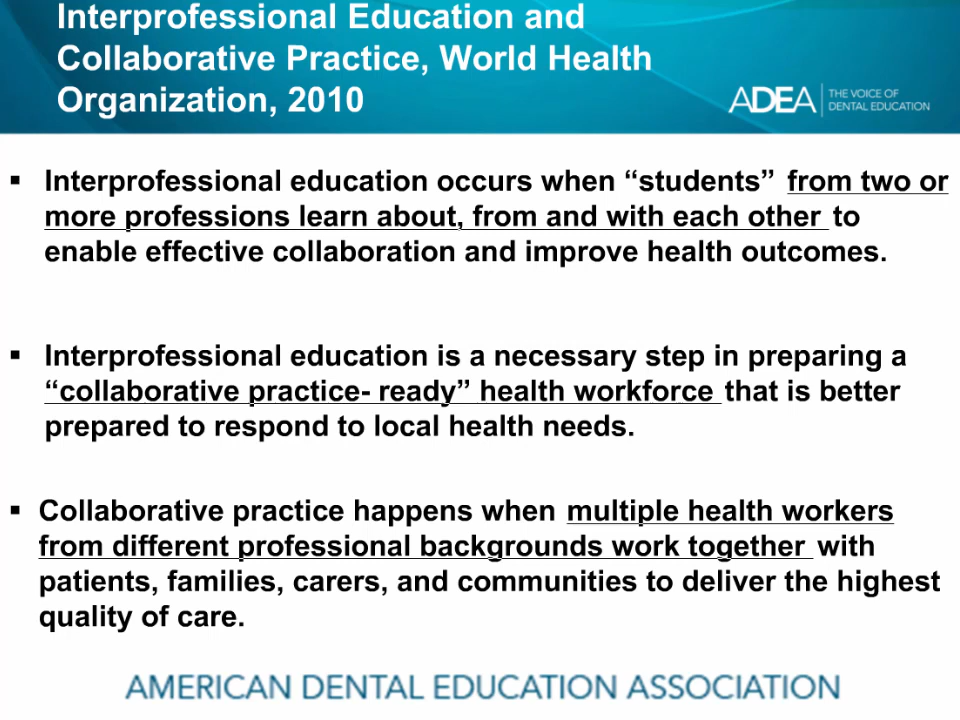 Interprofessional Education and
Collaborative Practice, World Health
Organization, 2010
ADEA THE VOICE OF
DENTAL EDUCATION
▪ Interprofessional education occurs when “students” from two or
more professions learn about, from and with each other to
enable effective collaboration and improve health outcomes.
▪ Interprofessional education is a necessary step in preparing a
“collaborative practice- ready” health workforce that is better
prepared to respond to local health needs.
▪ Collaborative practice happens when multiple health workers
from different professional backgrounds work together with
patients, families, carers, and communities to deliver the highest
quality of care.
AMERICAN DENTAL EDUCATION ASSOCIATION